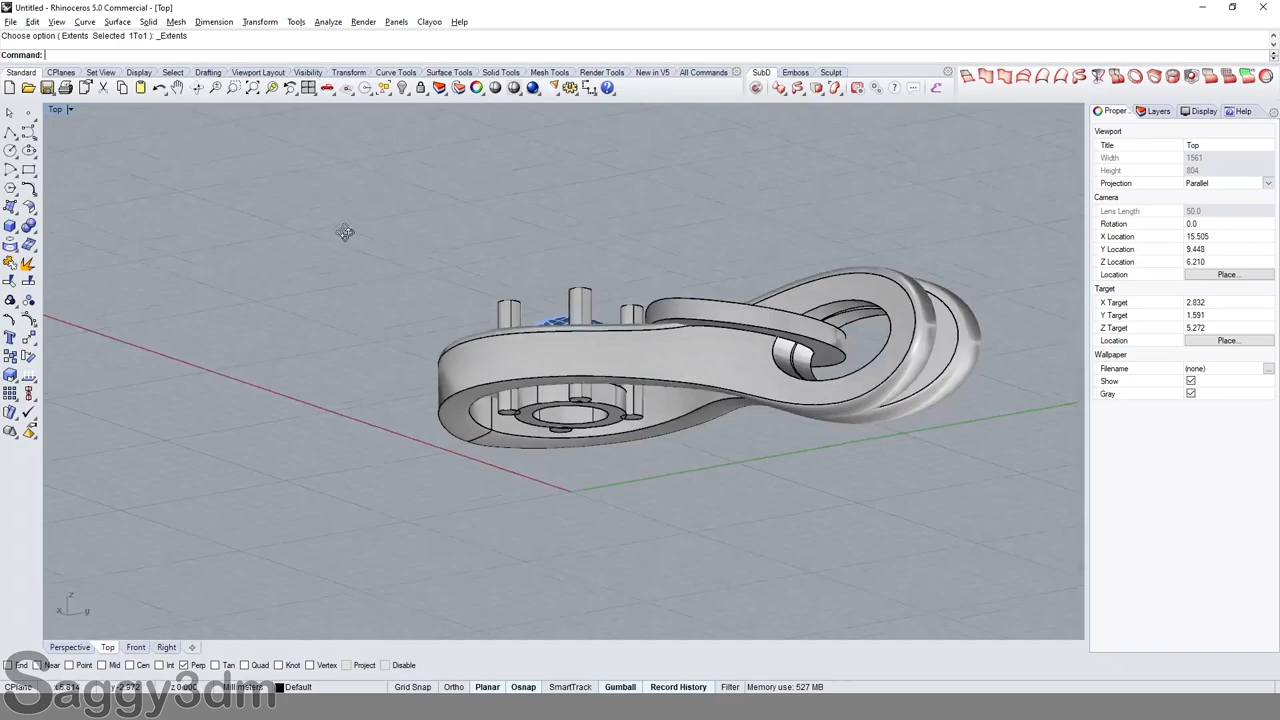 Untitled - Rhinoceros 5.0 Commercial - [Top]
File Edit View Curve Surface Solid Mesh Dimension Transform Tools Analyze Render Panels Clayoo Help
Choose option ( Extents Selected 1To1 ): _Extents
Command:
Standard CPlanes Set View Display Select Drafting Viewport Layout Visibility Transform Curve Tools Surface Tools Solid Tools Mesh Tools Render Tools New in V5 All Commands SubD Emboss Sculpt
Top
Proper... Layers Display Help
Viewport
Title Top
Width 1561
Height 804
Projection Parallel
Camera
Lens Length 50.0
Rotation 0.0
X Location 15.505
Y Location 9.448
Z Location 6.210
Location Place...
Target
X Target 2.832
Y Target 1.591
Z Target 5.272
Location Place...
Wallpaper
Filename (none) ...
Show
Gray
z
x y
Perspective Top Front Right
End Near Point Mid Cen Int Perp Tan Quad Knot Vertex Project Disable
CPlane x5.814 y-2.972 z0.000 Millimeters Default Grid Snap Ortho Planar Osnap SmartTrack Gumball Record History Filter Memory use: 527 MB
Saggy3dm